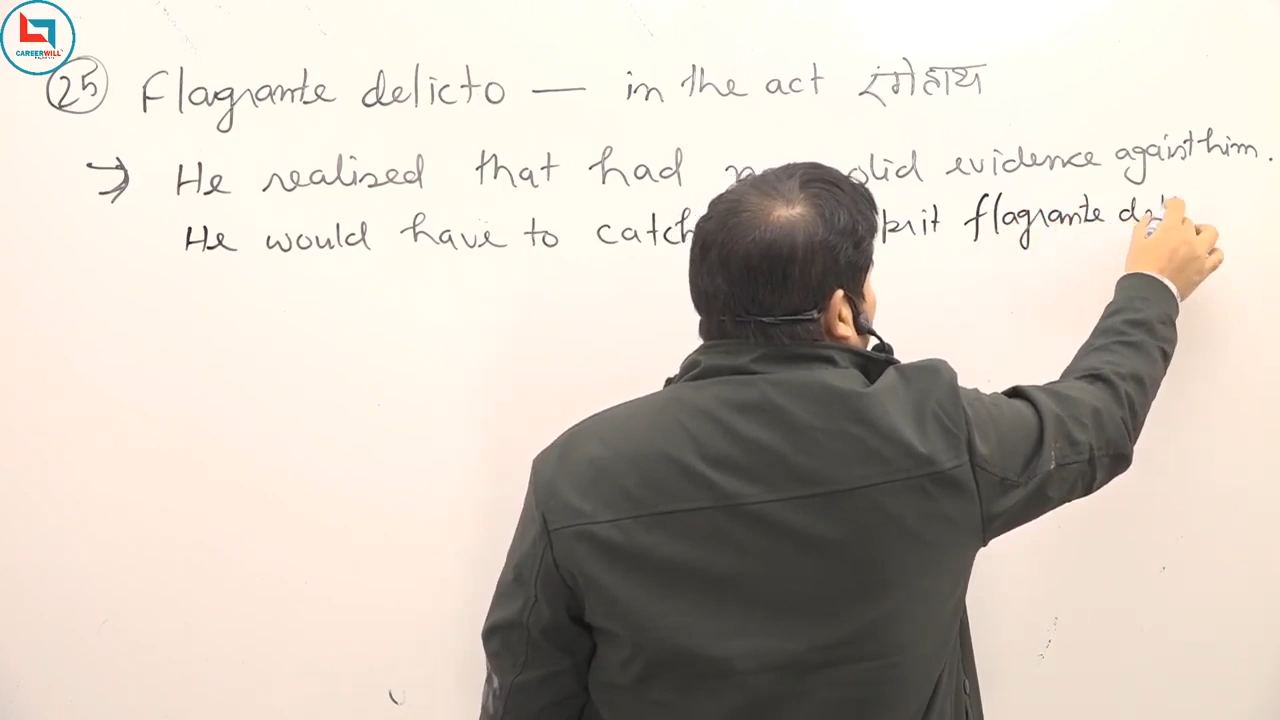 CAREERWILL
25 Flagrante delicto — in the act रंगेहाथ
→ He realised that had solid evidence against him.
He would have to catch flagrante